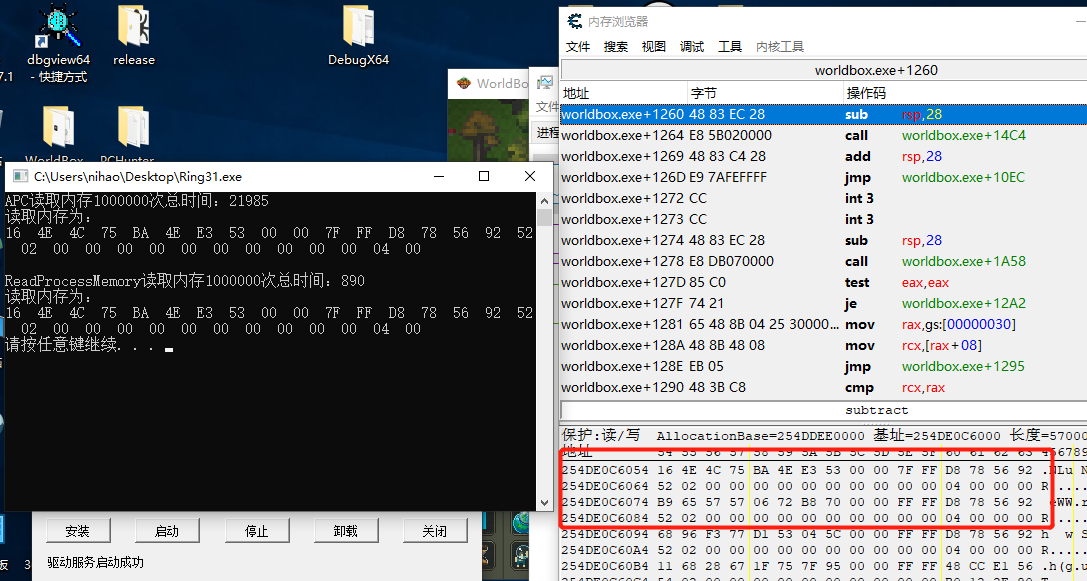 dbgview64
- 快捷方式
release
DebugX64
7.1
WorldBox
PCHunter
WorldBo
文件
进程
C:\Users\nihao\Desktop\Ring31.exe
APC读取内存1000000次总时间: 21985
读取内存为:
16 4E 4C 75 BA 4E E3 53 00 00 7F FF D8 78 56 92 52
02 00 00 00 00 00 00 00 00 00 00 04 00
ReadProcessMemory读取内存1000000次总时间: 890
读取内存为:
16 4E 4C 75 BA 4E E3 53 00 00 7F FF D8 78 56 92 52
02 00 00 00 00 00 00 00 00 00 00 04 00
请按任意键继续. . .
安装
启动
停止
卸载
关闭
驱动服务启动成功
板
3
内存浏览器
文件 搜索 视图 调试 工具 内核工具
worldbox.exe+1260
地址 字节 操作码
worldbox.exe+1260 48 83 EC 28 sub rsp,28
worldbox.exe+1264 E8 5B020000 call worldbox.exe+14C4
worldbox.exe+1269 48 83 C4 28 add rsp,28
worldbox.exe+126D E9 7AFEFFFF jmp worldbox.exe+10EC
worldbox.exe+1272 CC int 3
worldbox.exe+1273 CC int 3
worldbox.exe+1274 48 83 EC 28 sub rsp,28
worldbox.exe+1278 E8 DB070000 call worldbox.exe+1A58
worldbox.exe+127D 85 C0 test eax,eax
worldbox.exe+127F 74 21 je worldbox.exe+12A2
worldbox.exe+1281 65 48 8B 04 25 30000... mov rax,gs:[00000030]
worldbox.exe+128A 48 8B 48 08 mov rcx,[rax+08]
worldbox.exe+128E EB 05 jmp worldbox.exe+1295
worldbox.exe+1290 48 3B C8 cmp rcx,rax
subtract
保护:读/写 AllocationBase=254DDEE0000 基址=254DE0C6000 长度=57000
地址 54 55 56 57 58 59 5A 5B 5C 5D 5E 5F 60 61 62 63 456789
254DE0C6054 16 4E 4C 75 BA 4E E3 53 00 00 7F FF D8 78 56 92 .NLu N
254DE0C6064 52 02 00 00 00 00 00 00 00 00 00 00 04 00 00 00 R.....
254DE0C6074 B9 65 57 57 06 72 B8 70 00 00 FF FF D8 78 56 92 eWW.r
254DE0C6084 52 02 00 00 00 00 00 00 00 00 00 00 04 00 00 00 R.....
254DE0C6094 68 96 F3 77 D1 53 04 5C 00 00 FF FF D8 78 56 92 h w S
254DE0C60A4 52 02 00 00 00 00 00 00 00 00 00 00 04 00 00 00 R.....
254DE0C60B4 11 68 28 67 1F 75 7F 95 00 00 FF FF 48 CC E1 56 .h(g.u